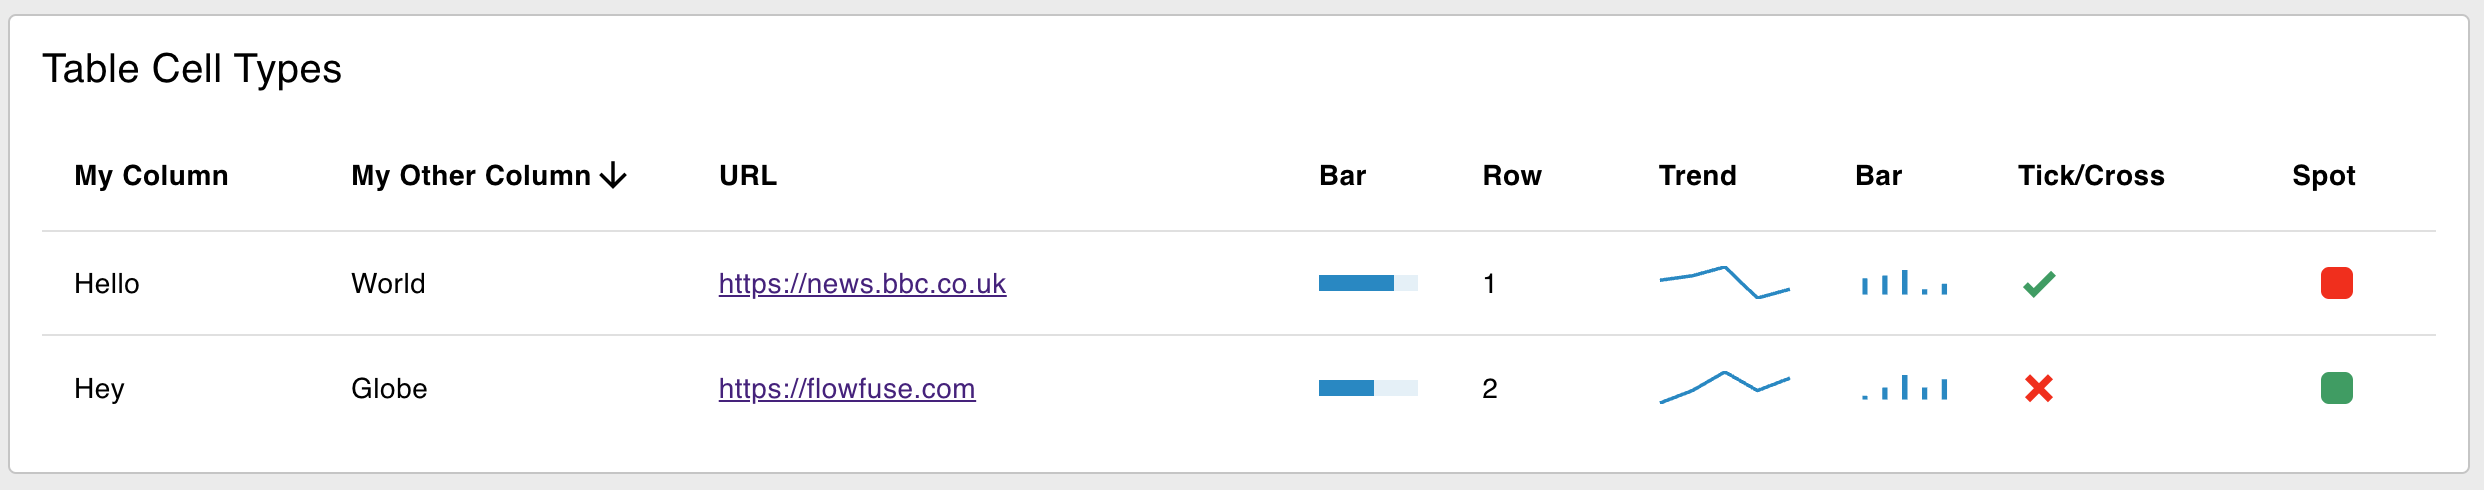 Table Cell Types
My Column My Other Column URL Bar Row Trend Bar Tick/Cross Spot
Hello World https://news.bbc.co.uk 1
Hey Globe https://flowfuse.com 2